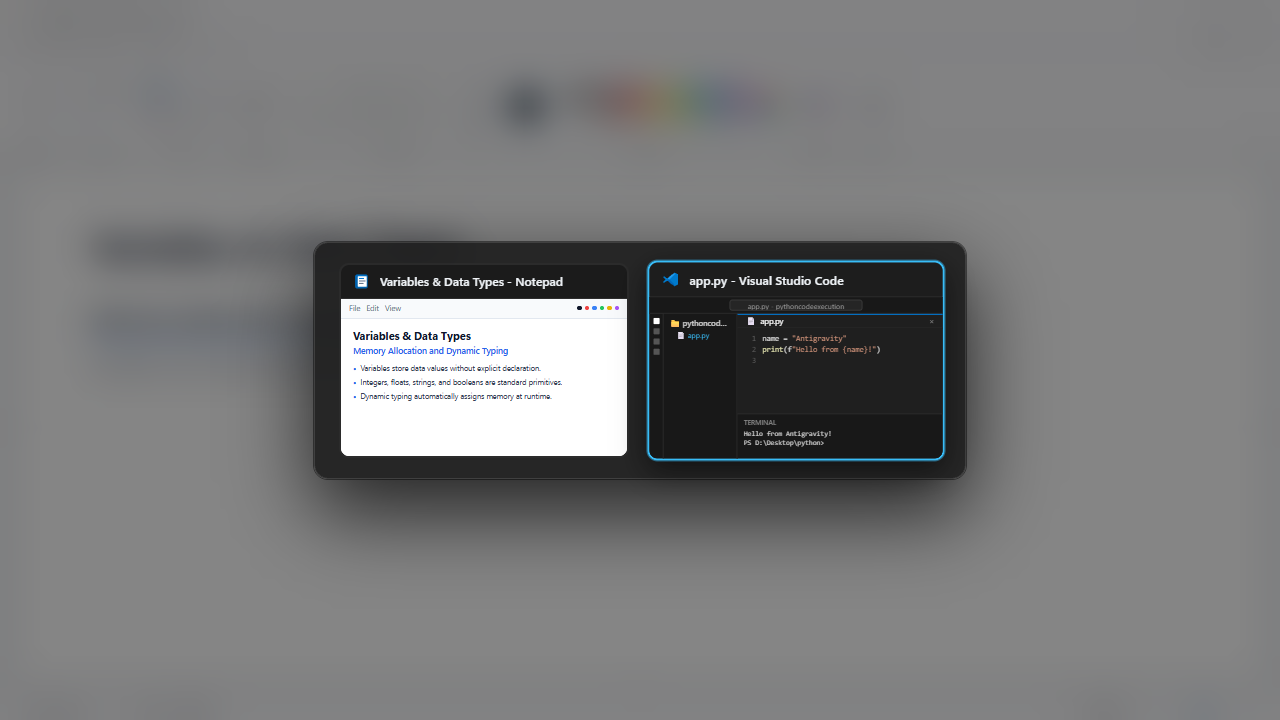 Variables & Data Types - Notepad
File Edit View
Variables & Data Types
Memory Allocation and Dynamic Typing
• Variables store data values without explicit declaration.
• Integers, floats, strings, and booleans are standard primitives.
• Dynamic typing automatically assigns memory at runtime.
app.py - Visual Studio Code
app.py - pythoncodeexecution
pythoncod...
app.py
app.py ×
1 name = "Antigravity"
2 print(f"Hello from {name}!")
3
TERMINAL
Hello from Antigravity!
PS D:\Desktop\python>